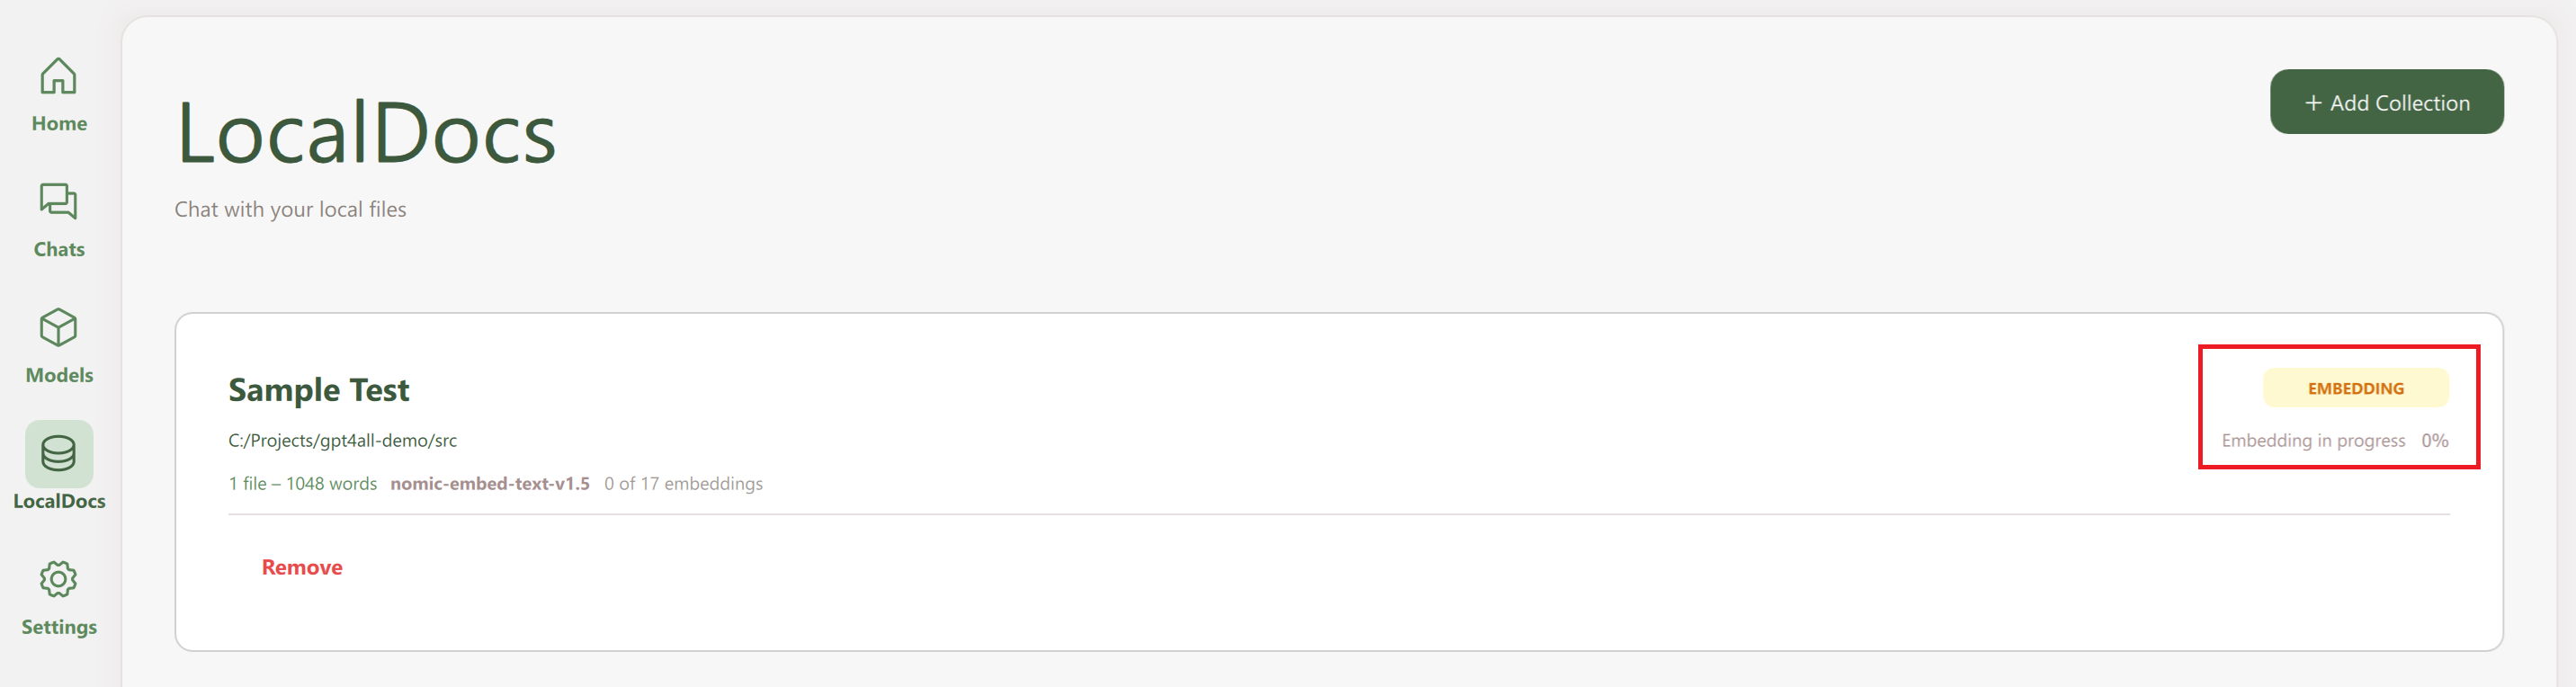 Home
Chats
Models
LocalDocs
Settings
LocalDocs
Chat with your local files
+ Add Collection
Sample Test
EMBEDDING
C:/Projects/gpt4all-demo/src
Embedding in progress 0%
1 file – 1048 words nomic-embed-text-v1.5 0 of 17 embeddings
Remove